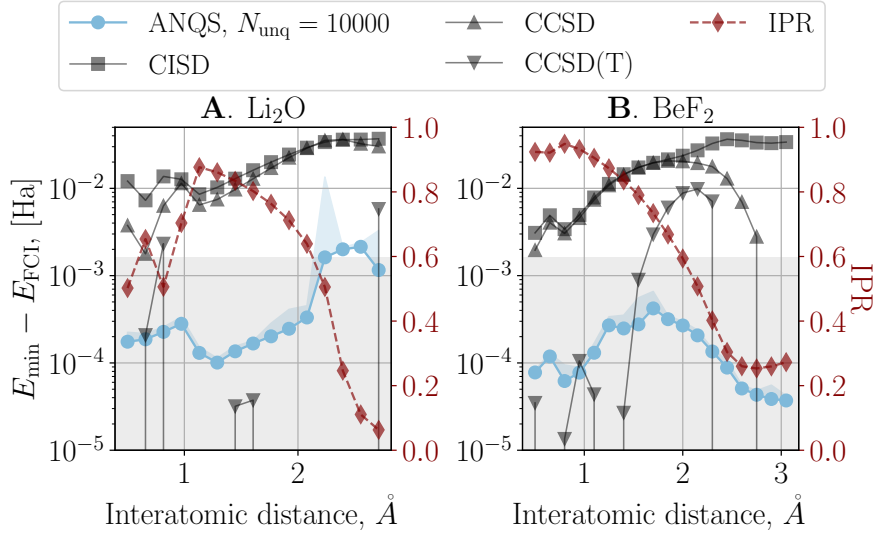 ANQS, N_unq = 10000
CISD
CCSD
CCSD(T)
IPR
A. Li₂O
B. BeF₂
E_min − E_FCI, [Ha]
10⁻²
10⁻³
10⁻⁴
10⁻⁵
1.0
0.8
0.6
0.4
0.2
0.0
1
2
Interatomic distance, Å
10⁻²
10⁻³
10⁻⁴
10⁻⁵
1.0
0.8
0.6
0.4
0.2
0.0
IPR
1
2
3
Interatomic distance, Å